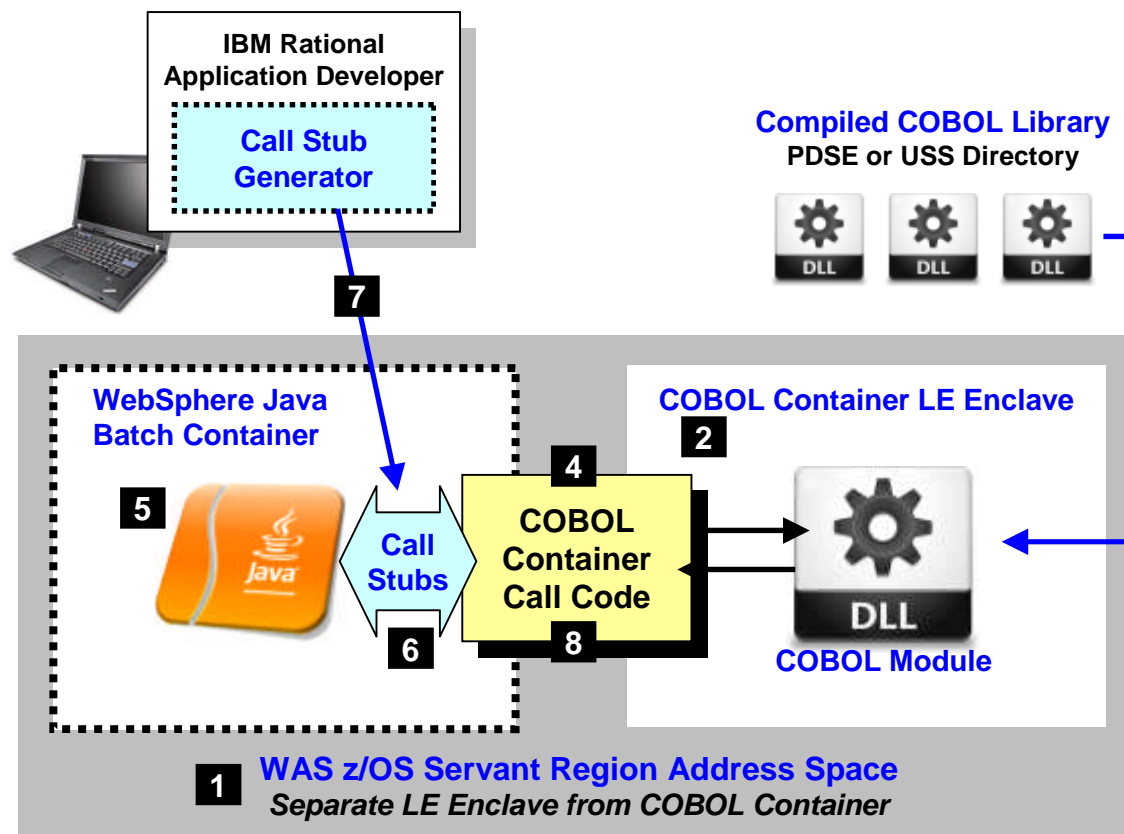 IBM Rational
Application Developer
Call Stub
Generator
Compiled COBOL Library
PDSE or USS Directory
DLL
DLL
DLL
7
WebSphere Java
Batch Container
COBOL Container LE Enclave
2
4
5
Java
Call
Stubs
COBOL
Container
Call Code
6
8
DLL
COBOL Module
1
WAS z/OS Servant Region Address Space
Separate LE Enclave from COBOL Container